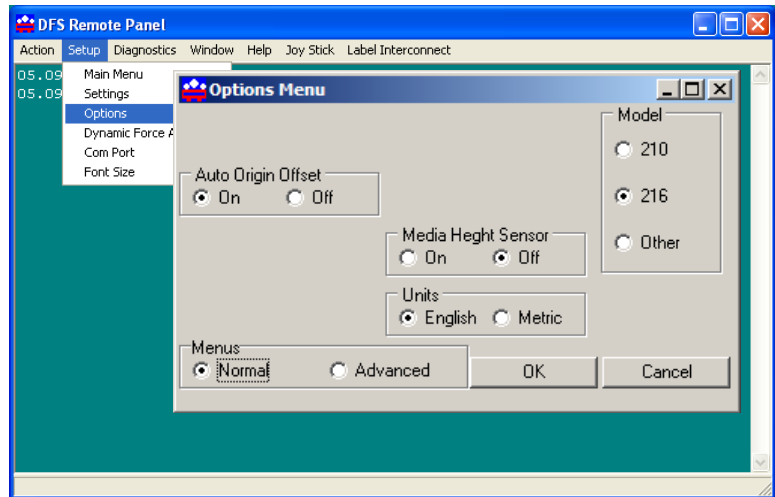 DFS Remote Panel
Action Setup Diagnostics Window Help Joy Stick Label Interconnect
05.09
05.09
Main Menu
Settings
Options
Dynamic Force A
Com Port
Font Size
Options Menu
Model
210
216
Other
Auto Origin Offset
On Off
Media Heght Sensor
On Off
Units
English Metric
Menus
Normal Advanced
OK Cancel